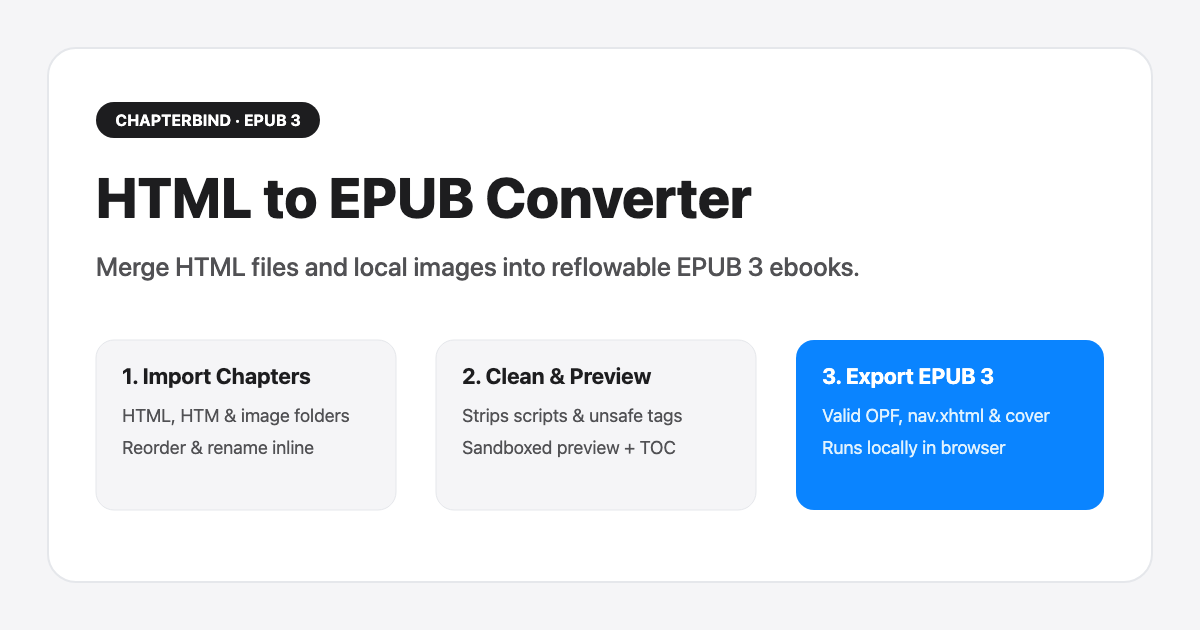 CHAPTERBIND · EPUB 3
HTML to EPUB Converter
Merge HTML files and local images into reflowable EPUB 3 ebooks.
1. Import Chapters
HTML, HTM & image folders
Reorder & rename inline
2. Clean & Preview
Strips scripts & unsafe tags
Sandboxed preview + TOC
3. Export EPUB 3
Valid OPF, nav.xhtml & cover
Runs locally in browser